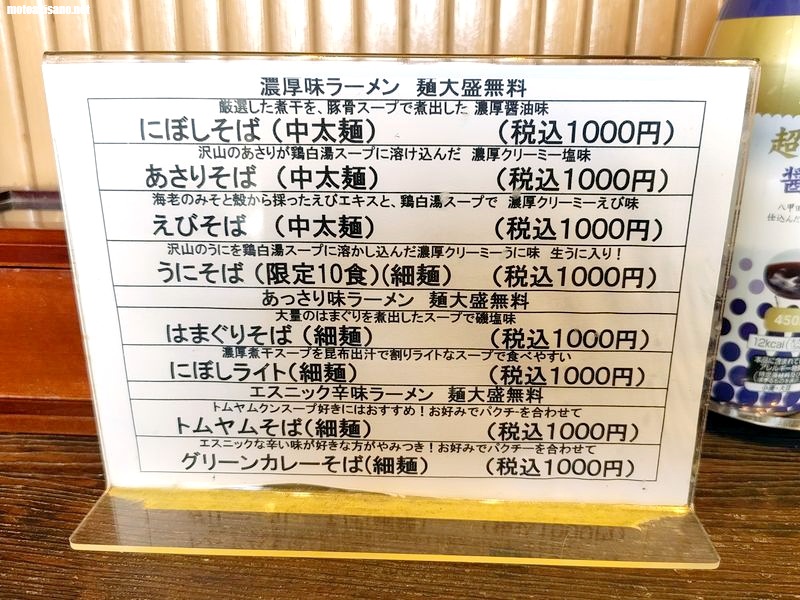 motoazesano.net
濃厚味ラーメン 麺大盛無料
厳選した煮干を、豚骨スープで煮出した 濃厚醤油味
にぼしそば（中太麺） （税込1000円）
沢山のあさりが鶏白湯スープに溶け込んだ 濃厚クリーミー塩味
あさりそば（中太麺） （税込1000円）
海老のみそと殻から採ったえびエキスと、鶏白湯スープで 濃厚クリーミーえび味
えびそば （中太麺） （税込1000円）
沢山のうにを鶏白湯スープに溶かし込んだ濃厚クリーミーうに味 生うに入り！
うにそば（限定10食）（細麺） （税込1000円）
あっさり味ラーメン 麺大盛無料
大量のはまぐりを煮出したスープで磯塩味
はまぐりそば（細麺） （税込1000円）
濃厚煮干スープを昆布出汁で割りライトなスープで食べやすい
にぼしライト（細麺） （税込1000円）
エスニック辛味ラーメン 麺大盛無料
トムヤムクンスープ好きにはおすすめ！お好みでパクチーを合わせて
トムヤムそば（細麺） （税込1000円）
エスニックな辛い味が好きな方がやみつき！お好みでパクチーを合わせて
グリーンカレーそば（細麺） （税込1000円）
超
醤
八甲田
仕込んだ
450
12kcal